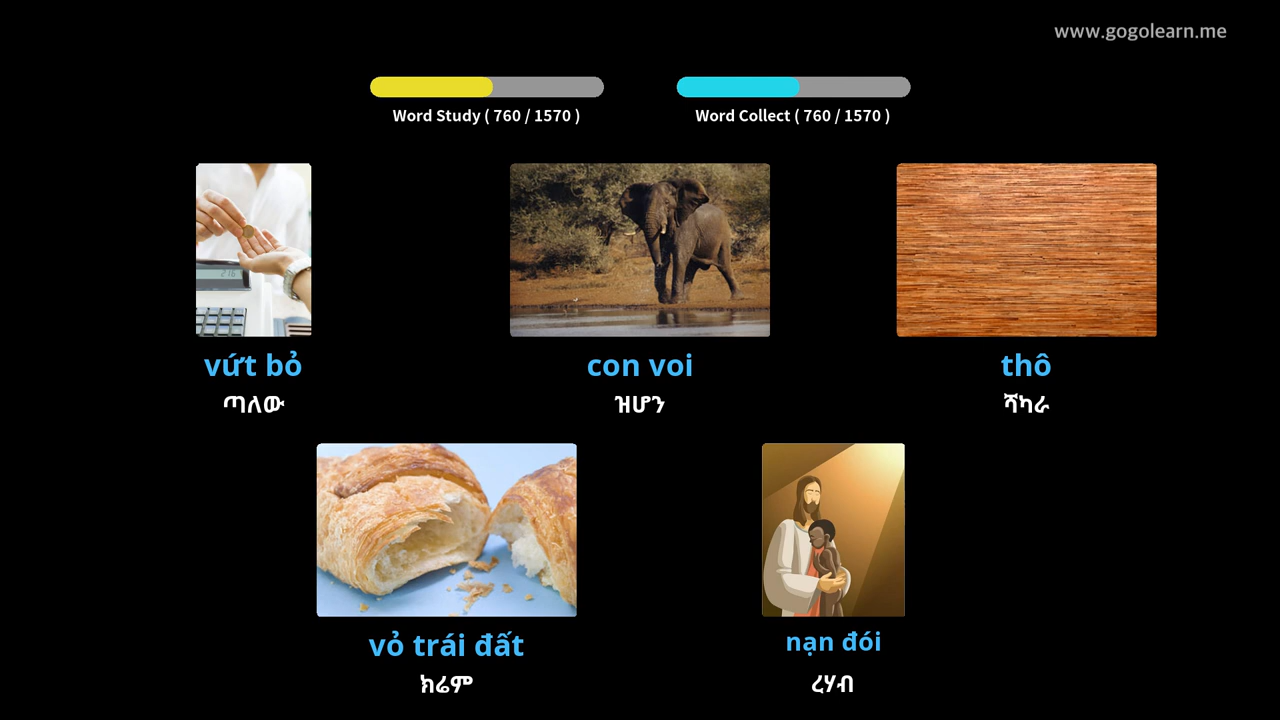 www.gogolearn.me
Word Study ( 760 / 1570 )
Word Collect ( 760 / 1570 )
216
vứt bỏ
ጣለው
con voi
ዝሆን
thô
ሻካራ
vỏ trái đất
ክሬም
nạn đói
ረሃብ